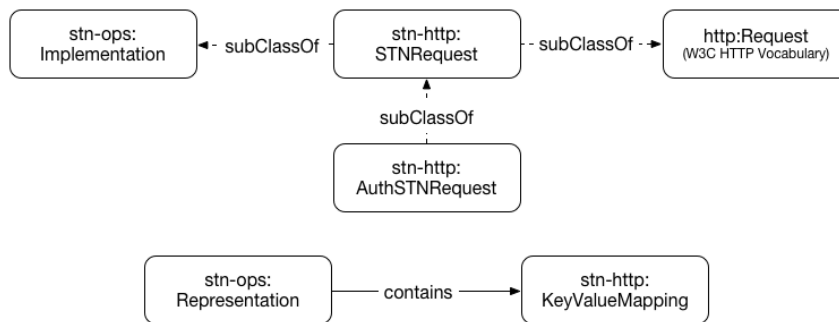 stn-ops:
Implementation
subClassOf
stn-http:
STNRequest
subClassOf
http:Request
(W3C HTTP Vocabulary)
subClassOf
stn-http:
AuthSTNRequest
stn-ops:
Representation
contains
stn-http:
KeyValueMapping